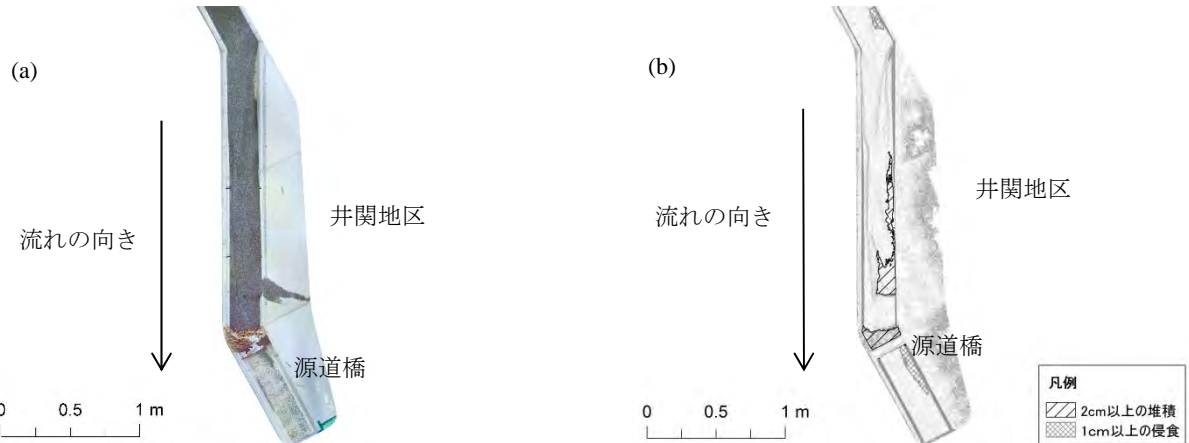 (a)
流れの向き
井関地区
源道橋
0 0.5 1 m
(b)
流れの向き
井関地区
源道橋
0 0.5 1 m
凡例
2cm以上の堆積
1cm以上の侵食